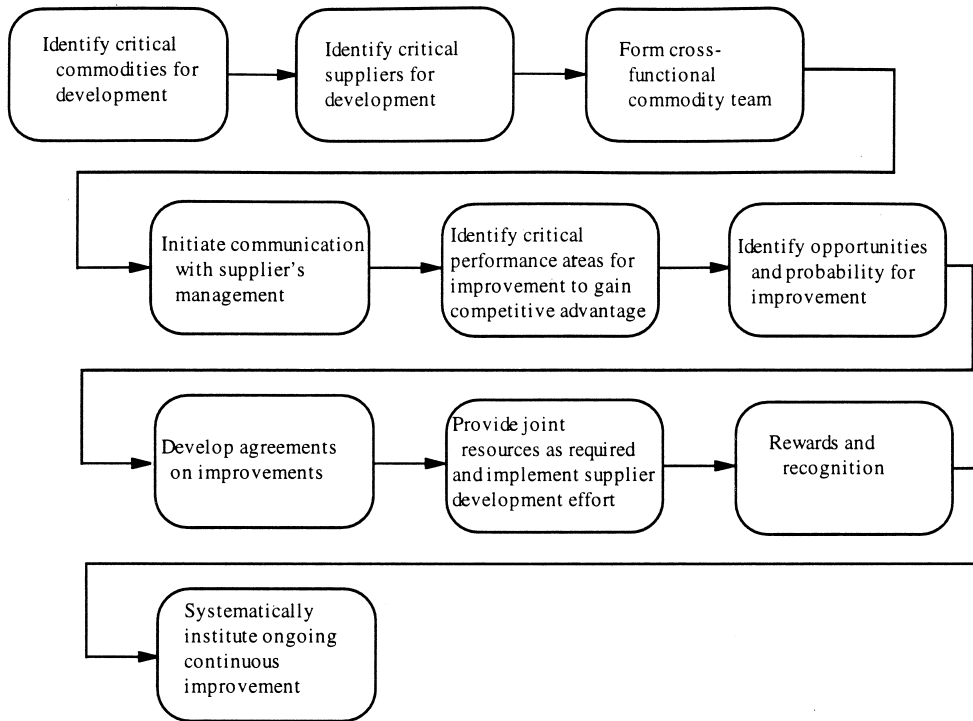 Identify critical
commodities for
development
Identify critical
suppliers for
development
Form cross-
functional
commodity team
Initiate communication
with supplier's
management
Identify critical
performance areas for
improvement to gain
competitive advantage
Identify opportunities
and probability for
improvement
Develop agreements
on improvements
Provide joint
resources as required
and implement supplier
development effort
Rewards and
recognition
Systematically
institute ongoing
continuous
improvement